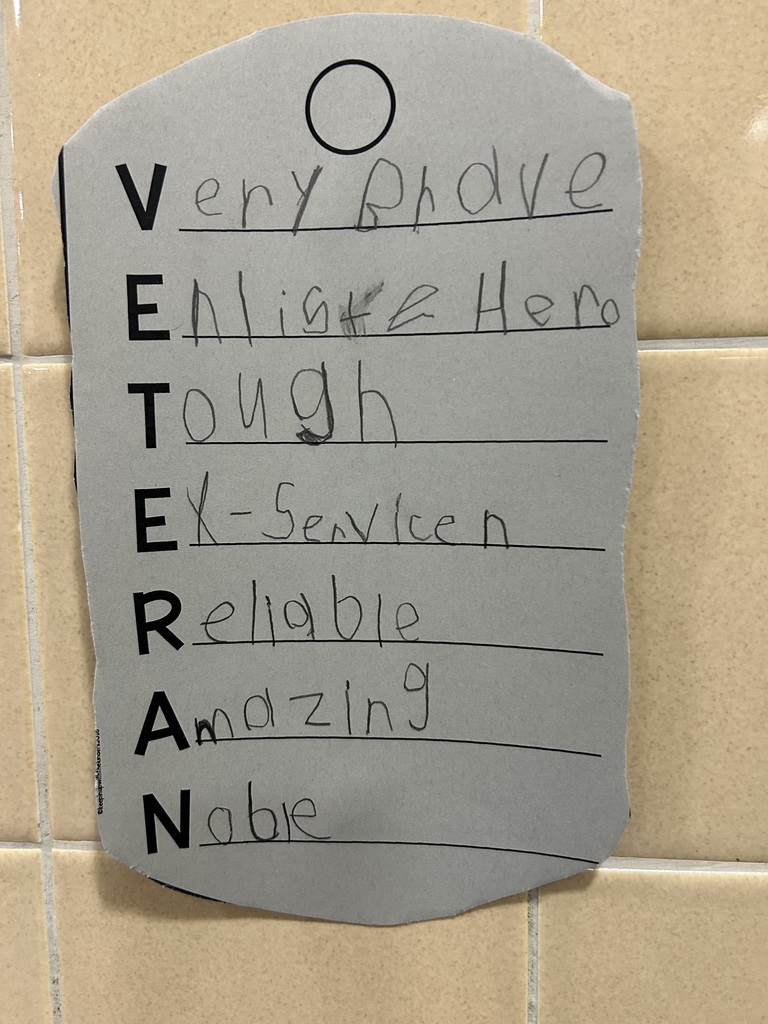 Very Brave
Enliste Hero
Tough
EX-Servicen
Reliable
Amazing
Noble